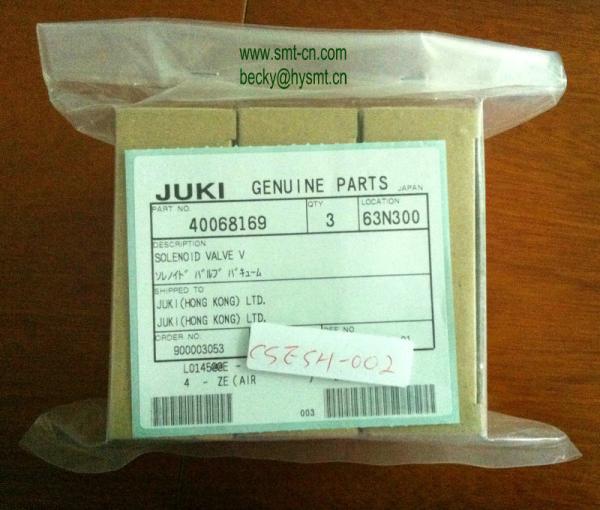 www.smt-cn.com
becky@hysmt.cn
JUKI GENUINE PARTS JAPAN
PART NO. QTY LOCATION
40068169 3 63N300
DESCRIPTION
SOLENOID VALVE V
ソレノイド バルブ バキューム
SHIPPED TO
JUKI(HONG KONG) LTD.
JUKI(HONG KONG) LTD.
ORDER NO.
900003053
CSESH-002
4 - ZE(AIR
003